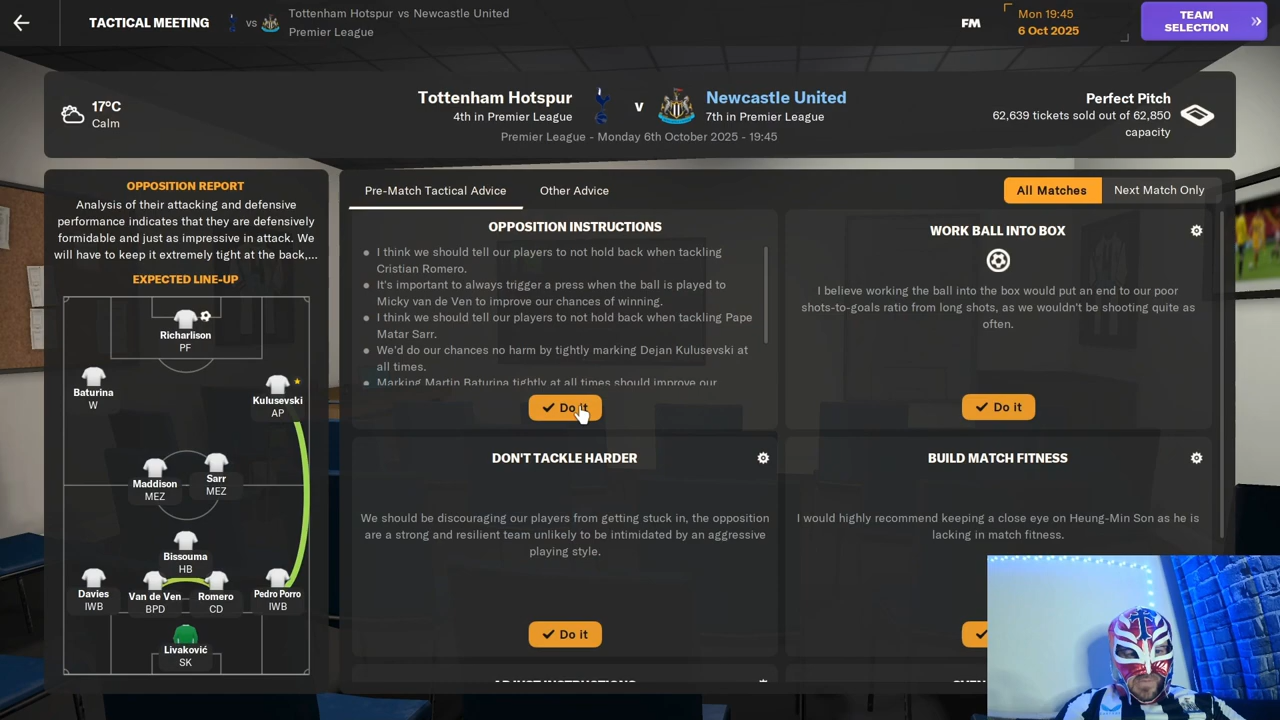 TACTICAL MEETING
vs
Tottenham Hotspur vs Newcastle United
Premier League
FM
Mon 19:45
6 Oct 2025
TEAM
SELECTION
17°C
Calm
Tottenham Hotspur
4th in Premier League
v
Newcastle United
7th in Premier League
Premier League - Monday 6th October 2025 - 19:45
Perfect Pitch
62,639 tickets sold out of 62,850
capacity
OPPOSITION REPORT
Analysis of their attacking and defensive
performance indicates that they are defensively
formidable and just as impressive in attack. We
will have to keep it extremely tight at the back,...
EXPECTED LINE-UP
Richarlison
PF
Baturina
W
Kulusevski
AP
Maddison
MEZ
Sarr
MEZ
Bissouma
HB
Davies
IWB
Van de Ven
BPD
Romero
CD
Pedro Porro
IWB
Livaković
SK
Pre-Match Tactical Advice
Other Advice
All Matches
Next Match Only
OPPOSITION INSTRUCTIONS
I think we should tell our players to not hold back when tackling
Cristian Romero.
It's important to always trigger a press when the ball is played to
Micky van de Ven to improve our chances of winning.
I think we should tell our players to not hold back when tackling Pape
Matar Sarr.
We'd do our chances no harm by tightly marking Dejan Kulusevski at
all times.
Marking Martin Baturina tightly at all times should improve our
Do it
WORK BALL INTO BOX
I believe working the ball into the box would put an end to our poor
shots-to-goals ratio from long shots, as we wouldn't be shooting quite as
often.
Do it
DON'T TACKLE HARDER
We should be discouraging our players from getting stuck in, the opposition
are a strong and resilient team unlikely to be intimidated by an aggressive
playing style.
Do it
BUILD MATCH FITNESS
I would highly recommend keeping a close eye on Heung-Min Son as he is
lacking in match fitness.